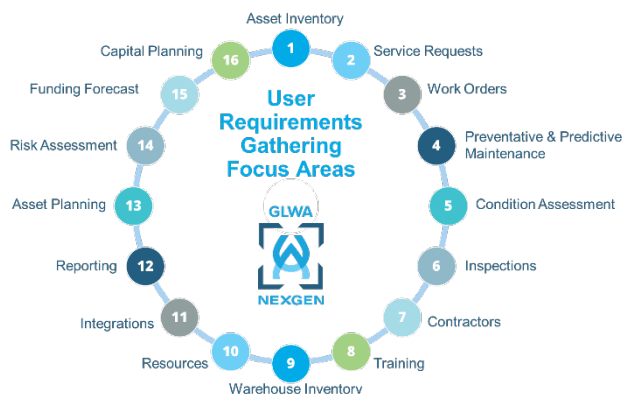 Asset Inventory
1
Service Requests
2
Work Orders
3
Preventative & Predictive
Maintenance
4
Condition Assessment
5
Inspections
6
Contractors
7
Training
8
Warehouse Inventory
9
Resources
10
Integrations
11
Reporting
12
Asset Planning
13
Risk Assessment
14
Funding Forecast
15
Capital Planning
16
User
Requirements
Gathering
Focus Areas
GLWA
NEXGEN